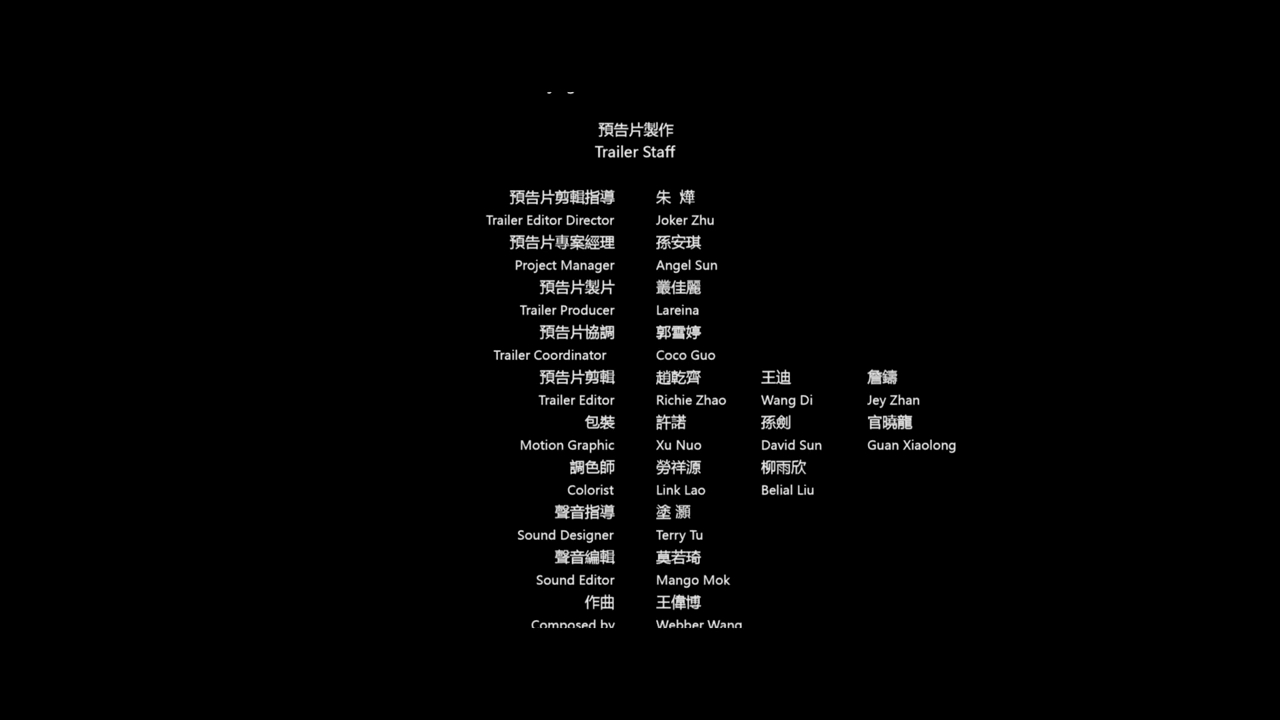 預告片製作
Trailer Staff
預告片剪輯指導 朱 燁
Trailer Editor Director Joker Zhu
預告片專案經理 孫安琪
Project Manager Angel Sun
預告片製片 叢佳麗
Trailer Producer Lareina
預告片協調 郭雪婷
Trailer Coordinator Coco Guo
預告片剪輯 趙乾齊 王迪 詹鑄
Trailer Editor Richie Zhao Wang Di Jey Zhan
包裝 許諾 孫劍 官曉龍
Motion Graphic Xu Nuo David Sun Guan Xiaolong
調色師 勞祥源 柳雨欣
Colorist Link Lao Belial Liu
聲音指導 塗 灝
Sound Designer Terry Tu
聲音編輯 莫若琦
Sound Editor Mango Mok
作曲 王偉博
Composed by Webber Wang